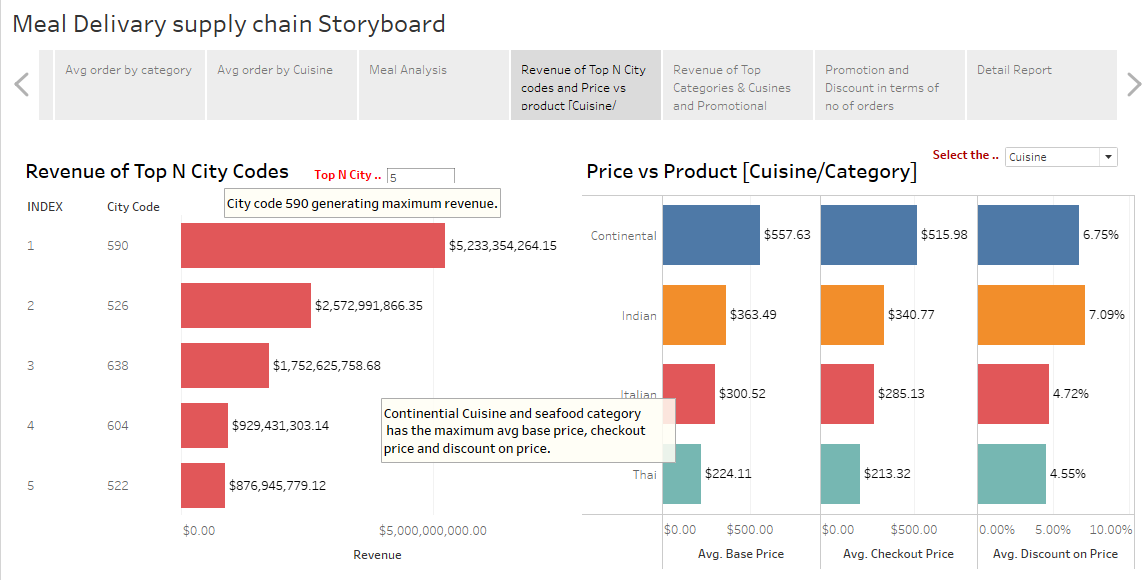 Meal Delivary supply chain Storyboard
Avg order by category
Avg order by Cuisine
Meal Analysis
Revenue of Top N City
codes and Price vs
product [Cuisine/
Revenue of Top
Categories & Cusines
and Promotional
Promotion and
Discount in terms of
no of orders
Detail Report
Revenue of Top N City Codes
Top N City ..
5
City code 590 generating maximum revenue.
INDEX
City Code
1 590 $5,233,354,264.15
2 526 $2,572,991,866.35
3 638 $1,752,625,758.68
4 604 $929,431,303.14
5 522 $876,945,779.12
$0.00 $5,000,000,000.00
Revenue
Select the ..
Cuisine
Price vs Product [Cuisine/Category]
Continental $557.63 $515.98 6.75%
Indian $363.49 $340.77 7.09%
Italian $300.52 $285.13 4.72%
Continential Cuisine and seafood category
has the maximum avg base price, checkout
price and discount on price.
Thai $224.11 $213.32 4.55%
$0.00 $500.00 $0.00 $500.00 0.00% 5.00% 10.00%
Avg. Base Price Avg. Checkout Price Avg. Discount on Price